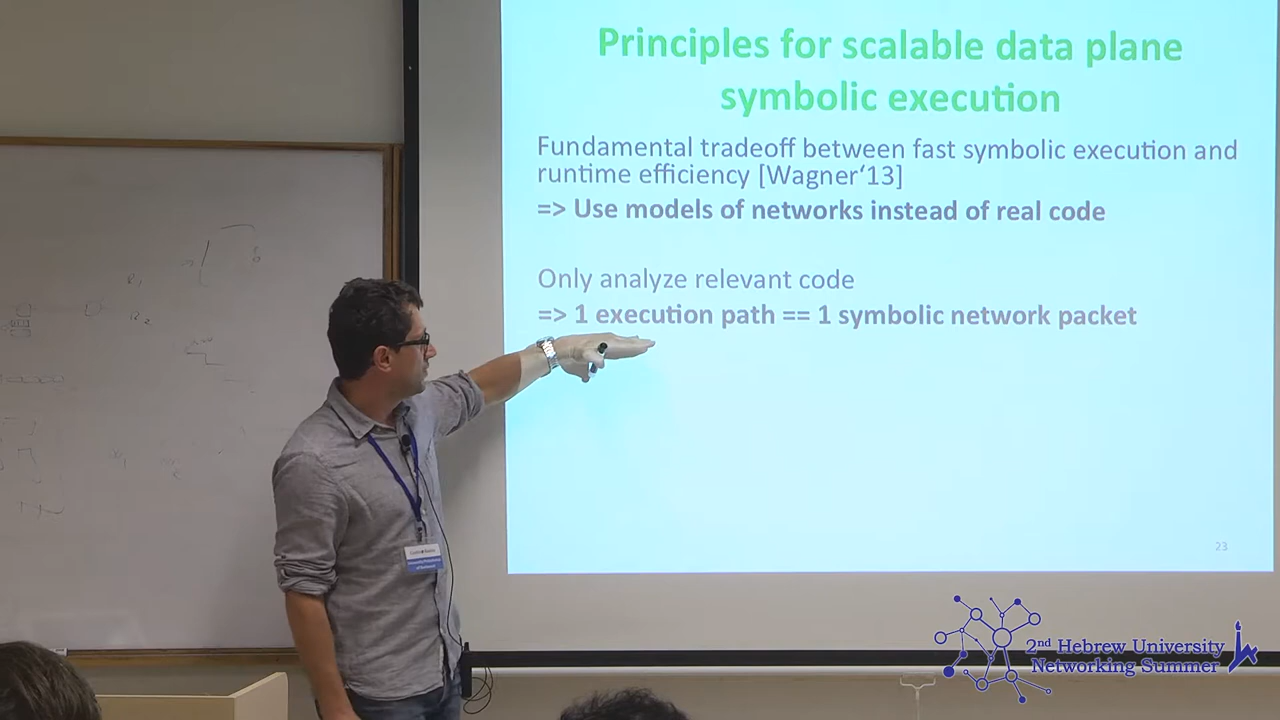 Principles for scalable data plane
symbolic execution
Fundamental tradeoff between fast symbolic execution and
runtime efficiency [Wagner‘13]
=> Use models of networks instead of real code
Only analyze relevant code
=> 1 execution path == 1 symbolic network packet
23
2nd Hebrew University
Networking Summer